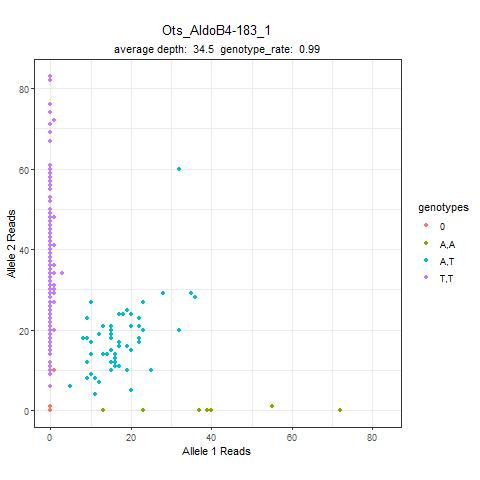 Ots_AldoB4-183_1
average depth: 34.5 genotype_rate: 0.99
80
60
40
20
0
Allele 2 Reads
0 20 40 60 80
Allele 1 Reads
genotypes
0
A,A
A,T
T,T